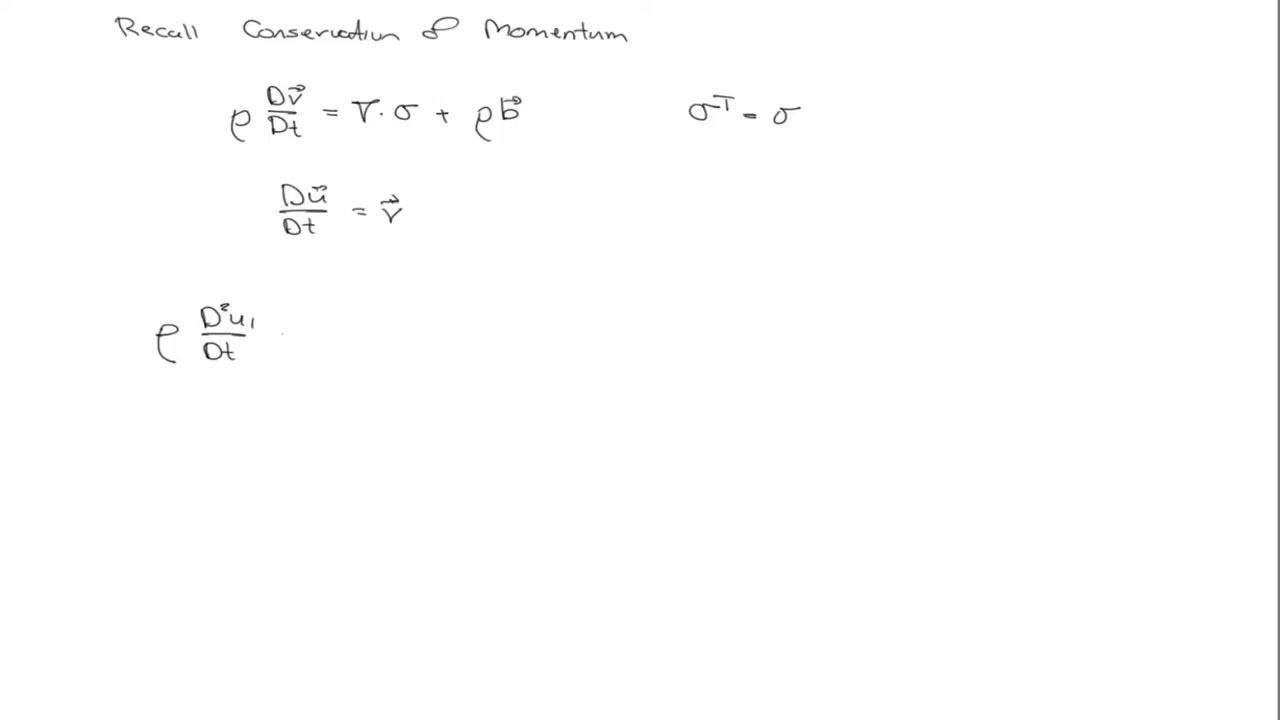 Recall Conservation of Momentum
ρ Dv⃗/Dt = ∇·σ + ρb⃗ σᵀ = σ
Du⃗/Dt = v⃗
ρ D²u₁/Dt